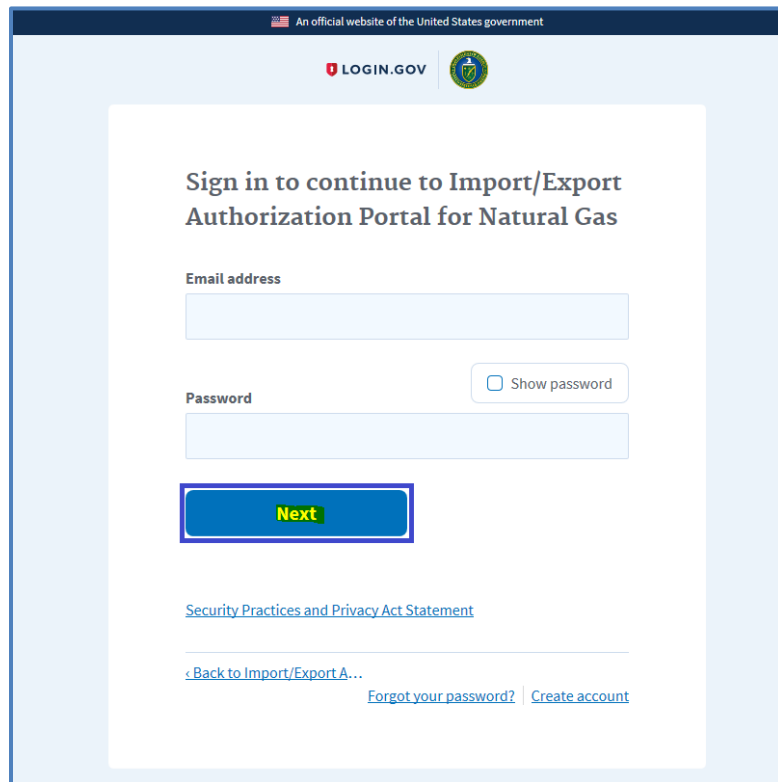 An official website of the United States government
LOGIN.GOV
Sign in to continue to Import/Export
Authorization Portal for Natural Gas
Email address
Show password
Password
Next
Security Practices and Privacy Act Statement
‹ Back to Import/Export A...
Forgot your password? Create account